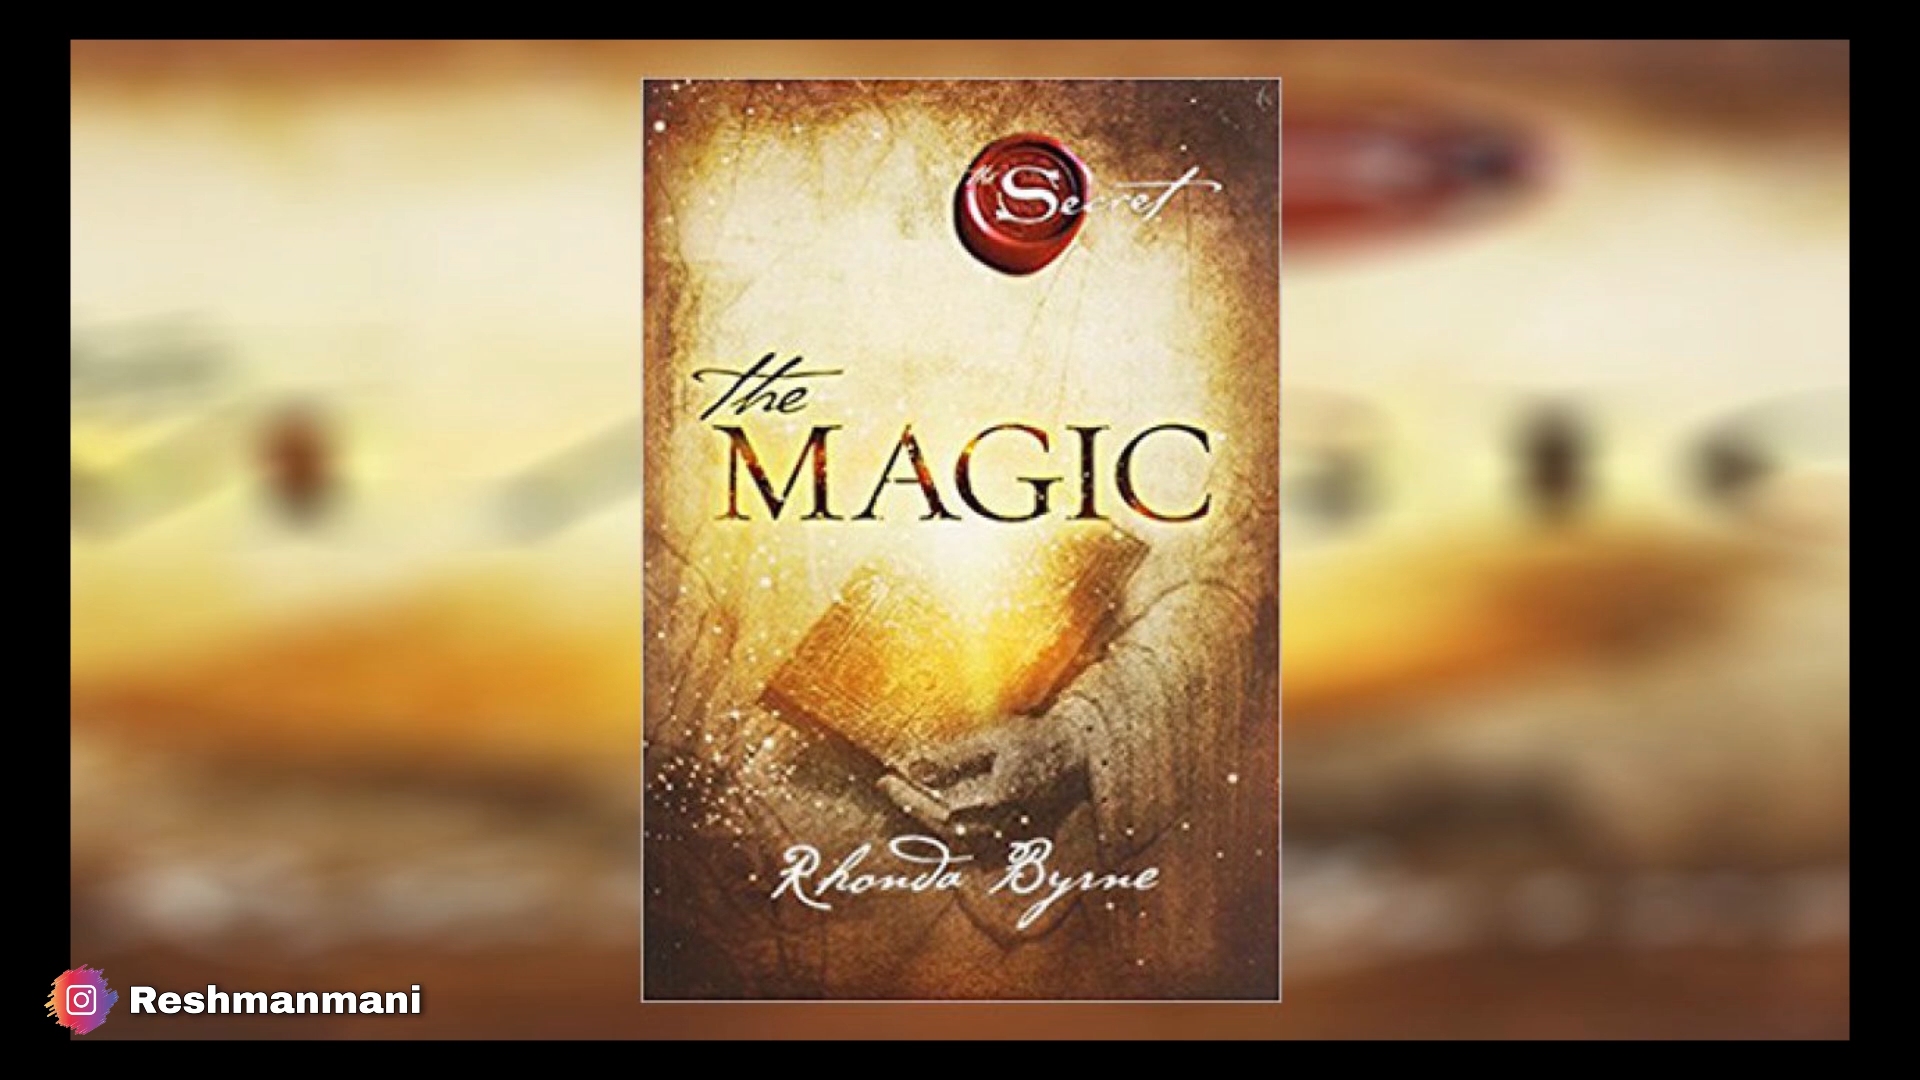 the Secret
the
MAGIC
Rhonda Byrne
Reshmanmani